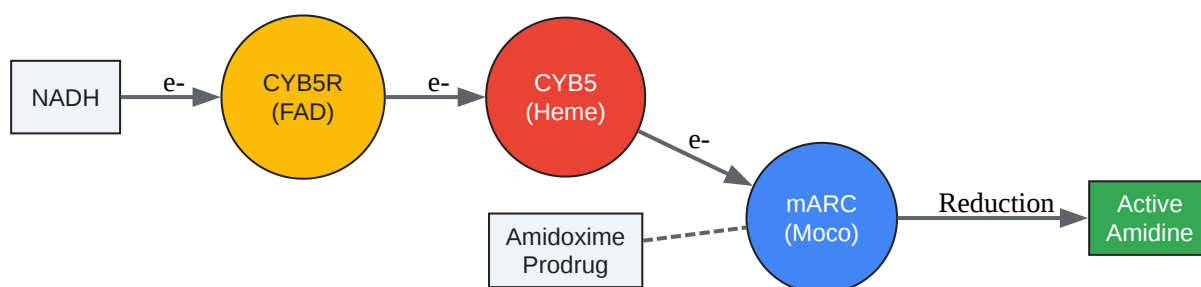 NADH
e-
CYB5R
(FAD)
e-
CYB5
(Heme)
e-
Amidoxime
Prodrug
mARC
(Moco)
Reduction
Active
Amidine